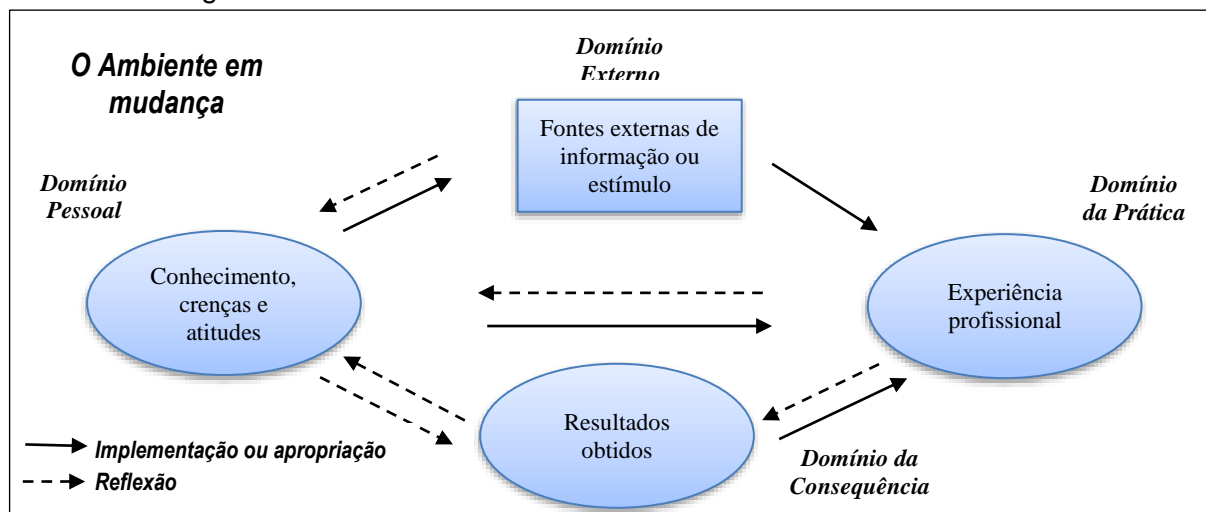 O Ambiente em
mudança
Domínio
Externo
Fontes externas de
informação ou
estímulo
Domínio
Pessoal
Domínio
da Prática
Conhecimento,
crenças e
atitudes
Experiência
profissional
Resultados
obtidos
Implementação ou apropriação
Reflexão
Domínio da
Consequência